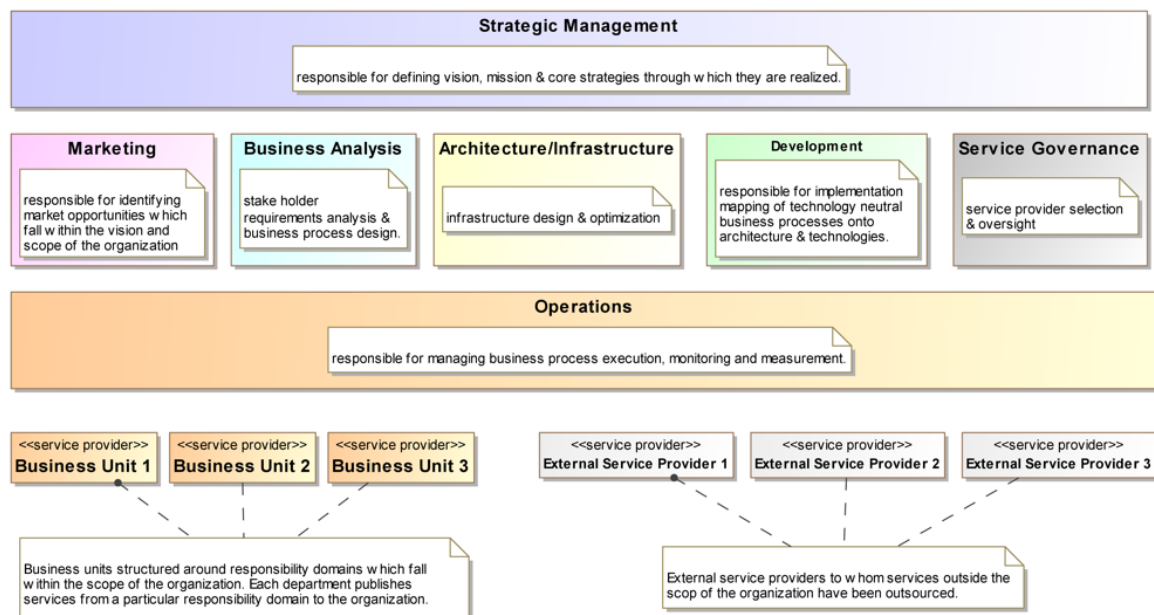 Strategic Management
responsible for defining vision, mission & core strategies through which they are realized.
Marketing
responsible for identifying
market opportunities which
fall within the vision and
scope of the organization
Business Analysis
stake holder
requirements analysis &
business process design.
Architecture/Infrastructure
infrastructure design & optimization
Development
responsible for implementation
mapping of technology neutral
business processes onto
architecture & technologies.
Service Governance
service provider selection
& oversight
Operations
responsible for managing business process execution, monitoring and measurement.
<<service provider>>
Business Unit 1
<<service provider>>
Business Unit 2
<<service provider>>
Business Unit 3
<<service provider>>
External Service Provider 1
<<service provider>>
External Service Provider 2
<<service provider>>
External Service Provider 3
Business units structured around responsibility domains which fall
within the scope of the organization. Each department publishes
services from a particular responsibility domain to the organization.
External service providers to whom services outside the
scop of the organization have been outsourced.